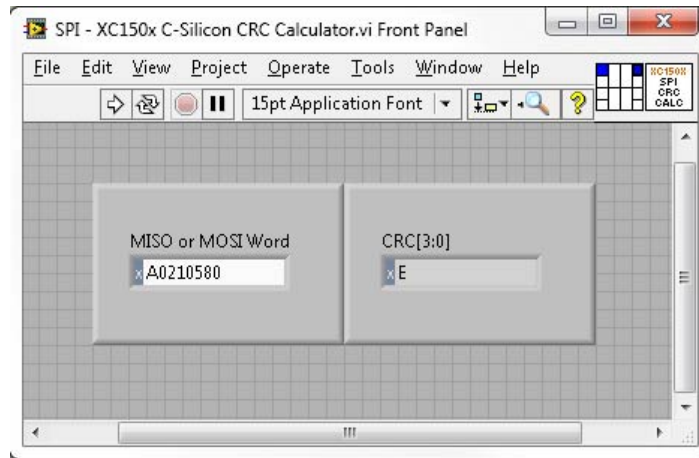 SPI - XC150x C-Silicon CRC Calculator.vi Front Panel
File Edit View Project Operate Tools Window Help
15pt Application Font
XC150X
SPI
CRC
CALC
MISO or MOSI Word
x A0210580
CRC[3:0]
x E